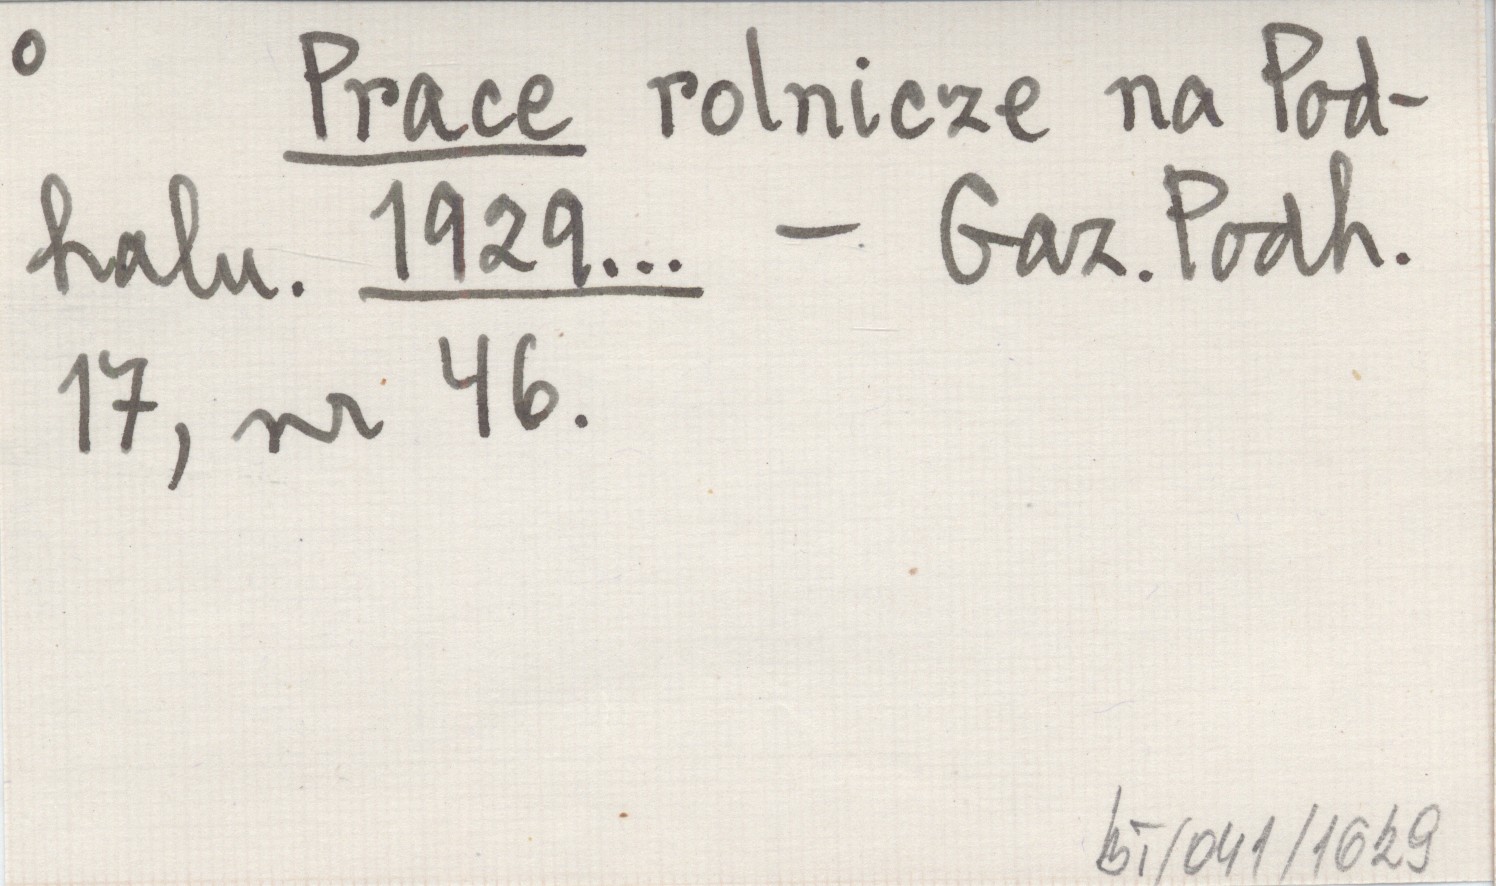 o Prace rolnicze na Pod-
halu. 1929... - Gaz. Podh.
17, nr 46.
bI/041/1629